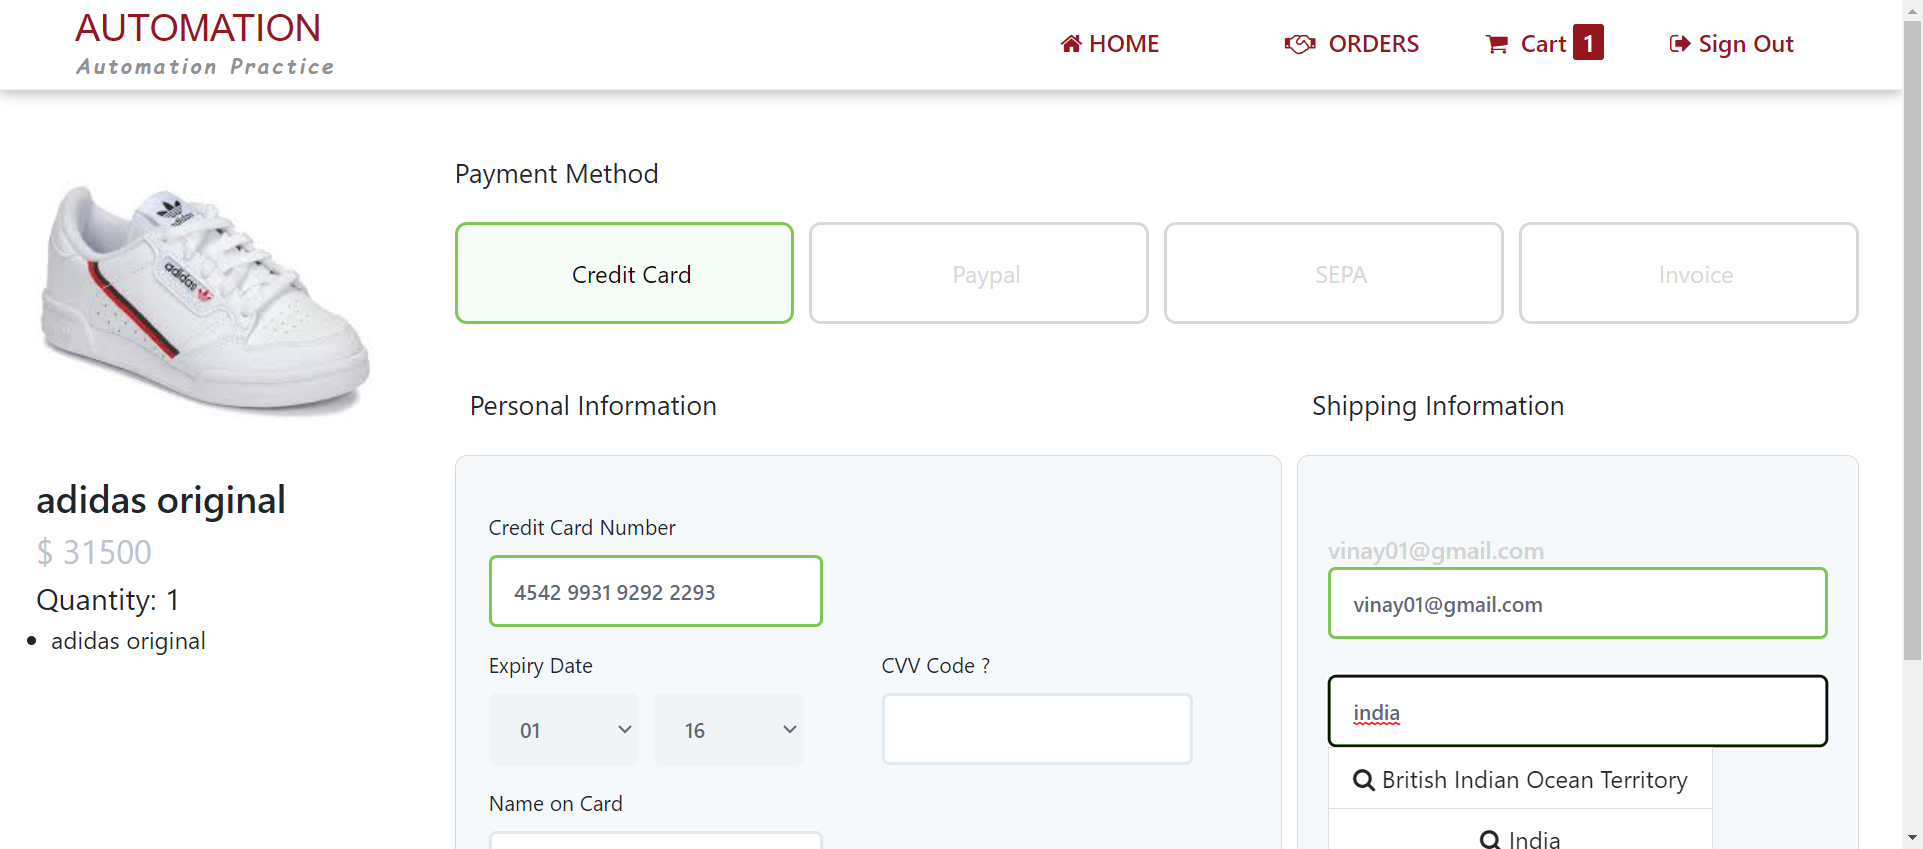 AUTOMATION
Automation Practice
HOME
ORDERS
Cart 1
Sign Out
adidas
adidas original
$ 31500
Quantity: 1
adidas original
Payment Method
Credit Card
Paypal
SEPA
Invoice
Personal Information
Credit Card Number
4542 9931 9292 2293
Expiry Date
CVV Code ?
01
16
Name on Card
Shipping Information
vinay01@gmail.com
vinay01@gmail.com
india
British Indian Ocean Territory
India